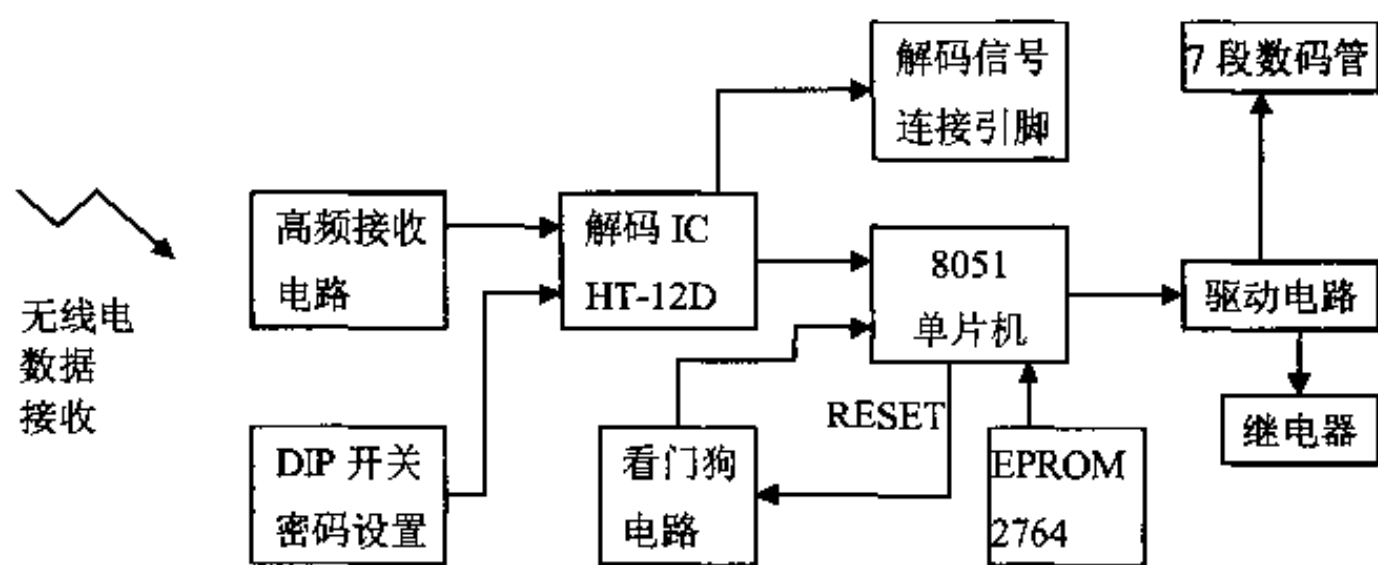 解码信号
连接引脚
7 段数码管
高频接收
电路
解码 IC
HT-12D
8051
单片机
驱动电路
无线电
数据
接收
DIP 开关
密码设置
看门狗
电路
RESET
EPROM
2764
继电器